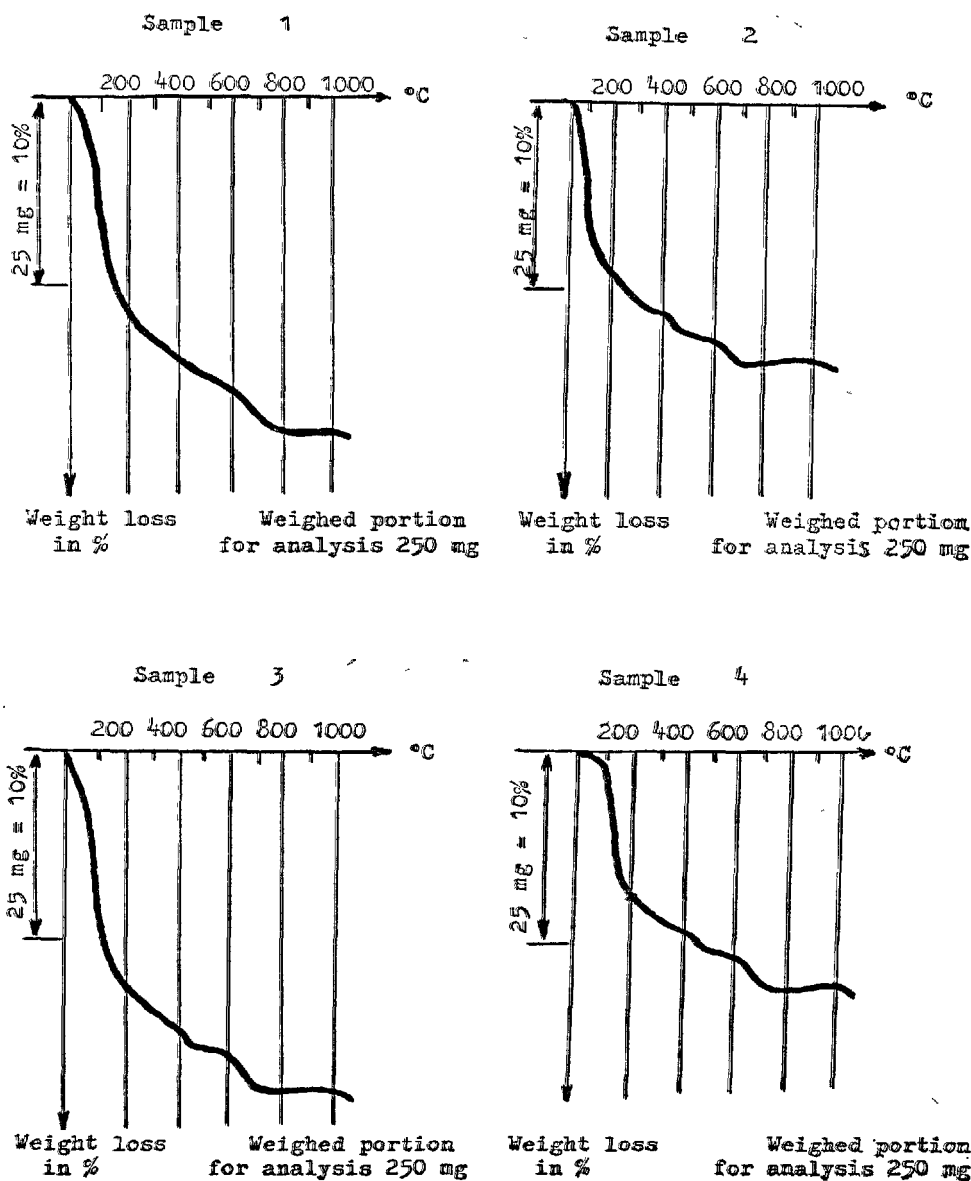 Sample 1
200 400 600 800 1000
°C
25 mg = 10%
Weight loss
in %
Weighed portion
for analysis 250 mg
Sample 2
200 400 600 800 1000
°C
25 mg = 10%
Weight loss
in %
Weighed portion
for analysis 250 mg
Sample 3
200 400 600 800 1000
°C
25 mg = 10%
Weight loss
in %
Weighed portion
for analysis 250 mg
Sample 4
200 400 600 800 1000
°C
25 mg = 10%
Weight loss
in %
Weighed portion
for analysis 250 mg